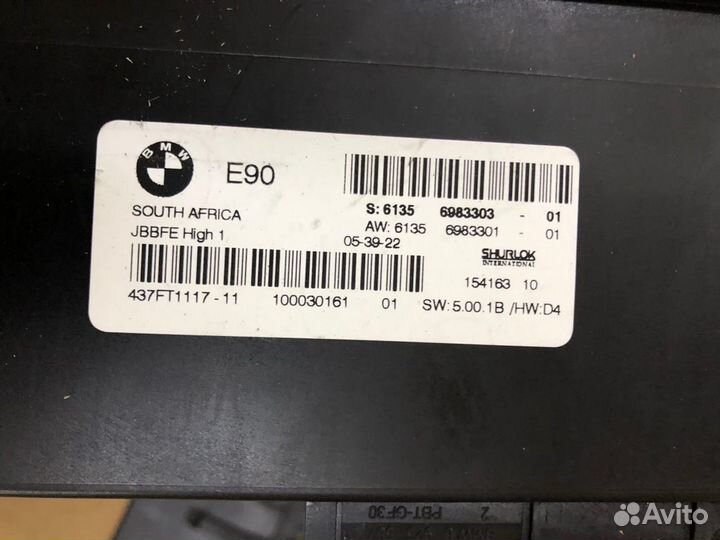 BMW
E90
S: 6135 6983303 - 01
SOUTH AFRICA
AW: 6135 6983301 - 01
JBBFE High 1
05-39-22
SHURLOK
INTERNATIONAL
154163 10
437FT1117 - 11 100030161 01 SW: 5.00.1B /HW:D4
PBT-GF30 2
Avito